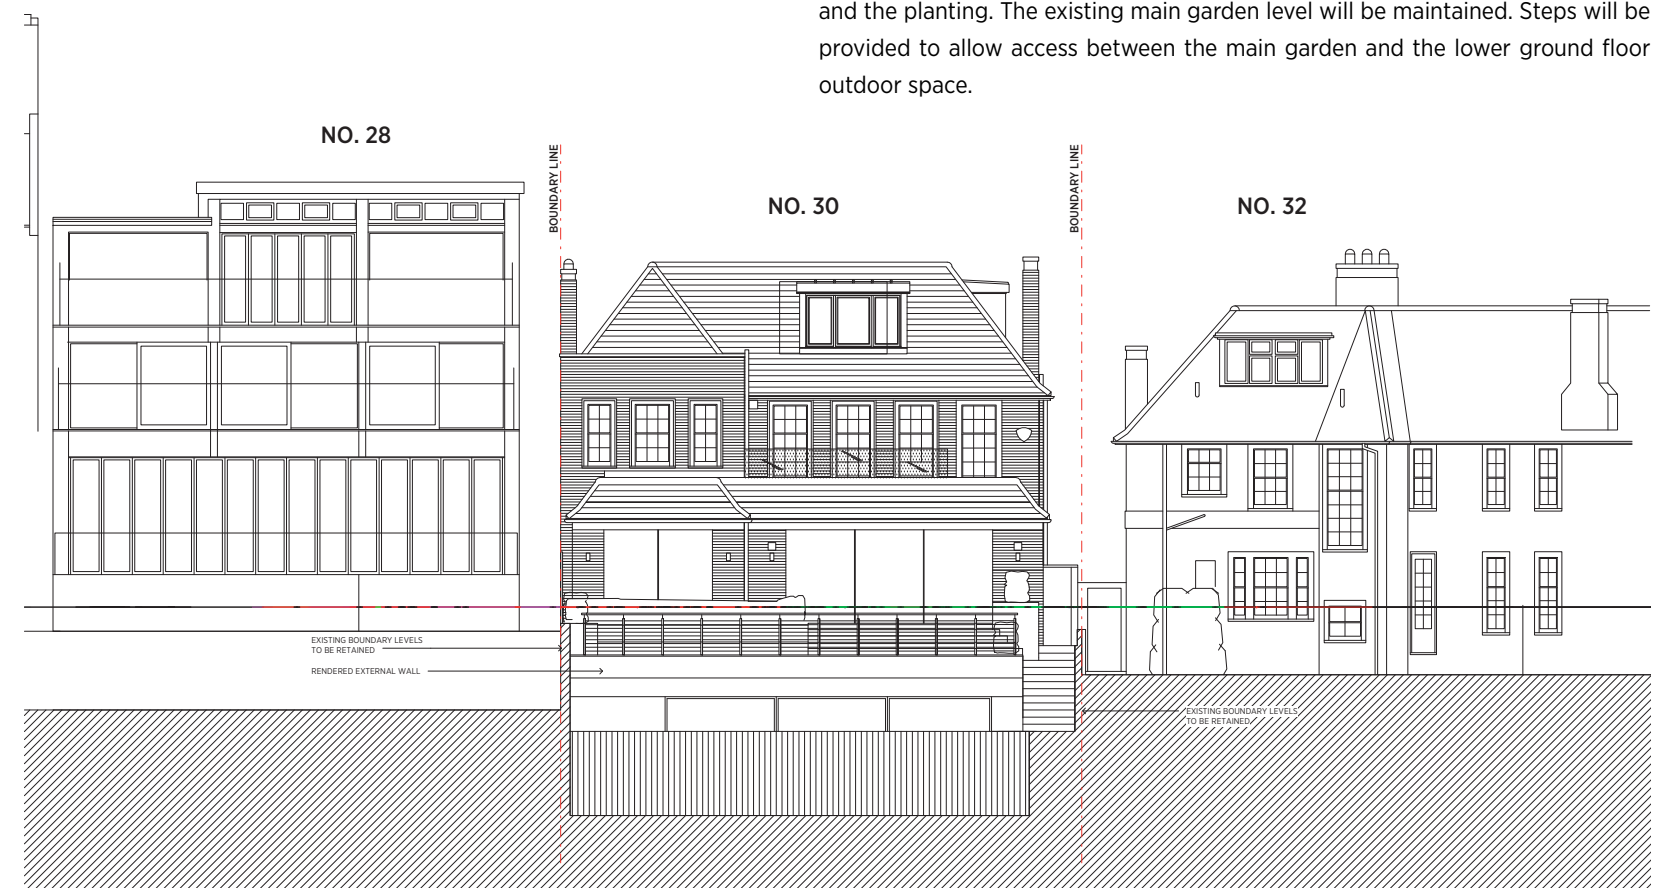 and the planting. The existing main garden level will be maintained. Steps will be
provided to allow access between the main garden and the lower ground floor
outdoor space.
NO. 28
BOUNDARY LINE
NO. 30
BOUNDARY LINE
NO. 32
EXISTING BOUNDARY LEVELS
TO BE RETAINED
RENDERED EXTERNAL WALL
EXISTING BOUNDARY LEVELS
TO BE RETAINED